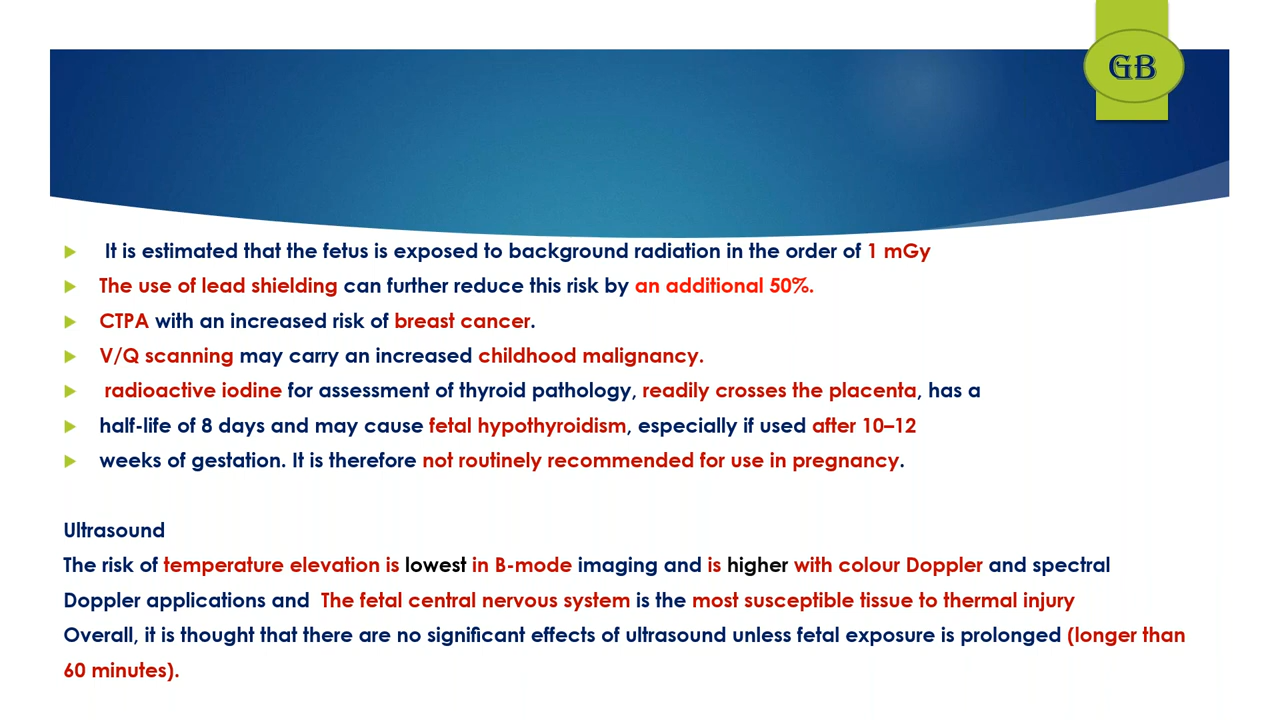 GB
It is estimated that the fetus is exposed to background radiation in the order of 1 mGy
The use of lead shielding can further reduce this risk by an additional 50%.
CTPA with an increased risk of breast cancer.
V/Q scanning may carry an increased childhood malignancy.
radioactive iodine for assessment of thyroid pathology, readily crosses the placenta, has a
half-life of 8 days and may cause fetal hypothyroidism, especially if used after 10–12
weeks of gestation. It is therefore not routinely recommended for use in pregnancy.
Ultrasound
The risk of temperature elevation is lowest in B-mode imaging and is higher with colour Doppler and spectral
Doppler applications and The fetal central nervous system is the most susceptible tissue to thermal injury
Overall, it is thought that there are no significant effects of ultrasound unless fetal exposure is prolonged (longer than
60 minutes).